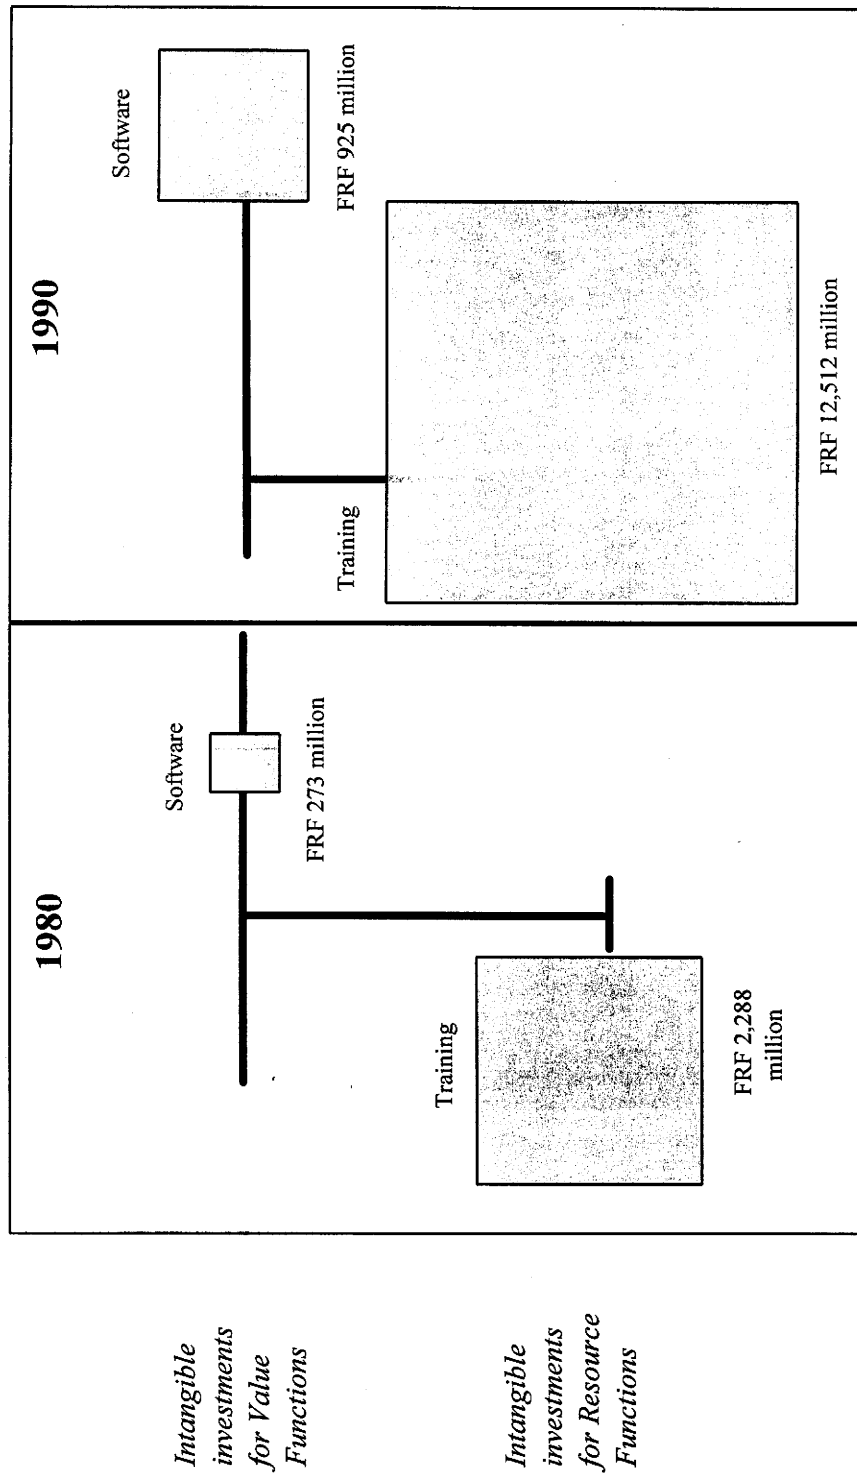 1980
1990
Intangible
investments
for Value
Functions
Software
FRF 273 million
Software
FRF 925 million
Intangible
investments
for Resource
Functions
Training
FRF 2,288
million
Training
FRF 12,512 million